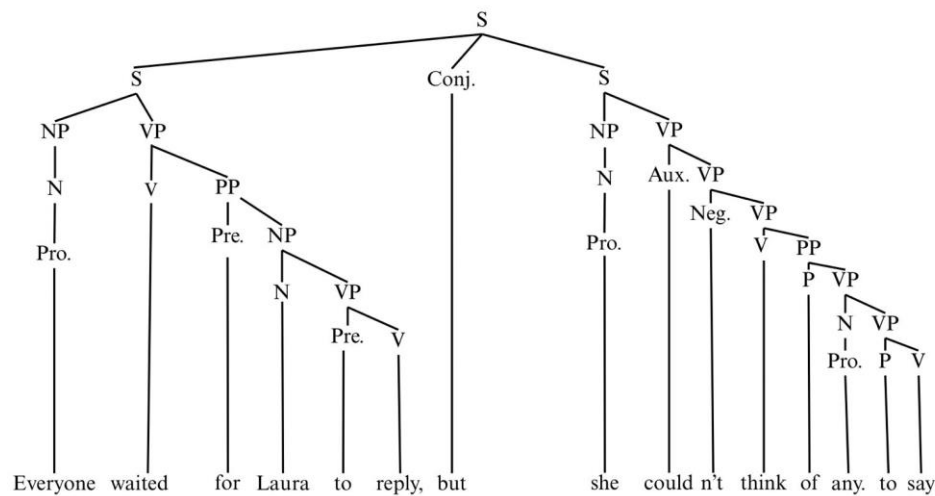 S
S Conj. S
NP VP NP VP
N V PP N Aux. VP
Neg. VP
Pro. Pre. NP Pro. V PP
N VP P VP
Pre. V N VP
Pro. P V
Everyone waited for Laura to reply, but she could n't think of any. to say